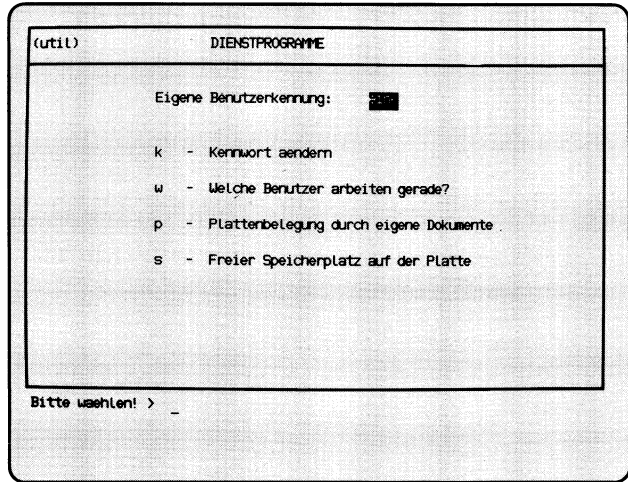 (util) DIENSTPROGRAMME
Eigene Benutzerkennung:
k - Kennwort aendern
w - Welche Benutzer arbeiten gerade?
p - Plattenbelegung durch eigene Dokumente
s - Freier Speicherplatz auf der Platte
Bitte waehlen! > _